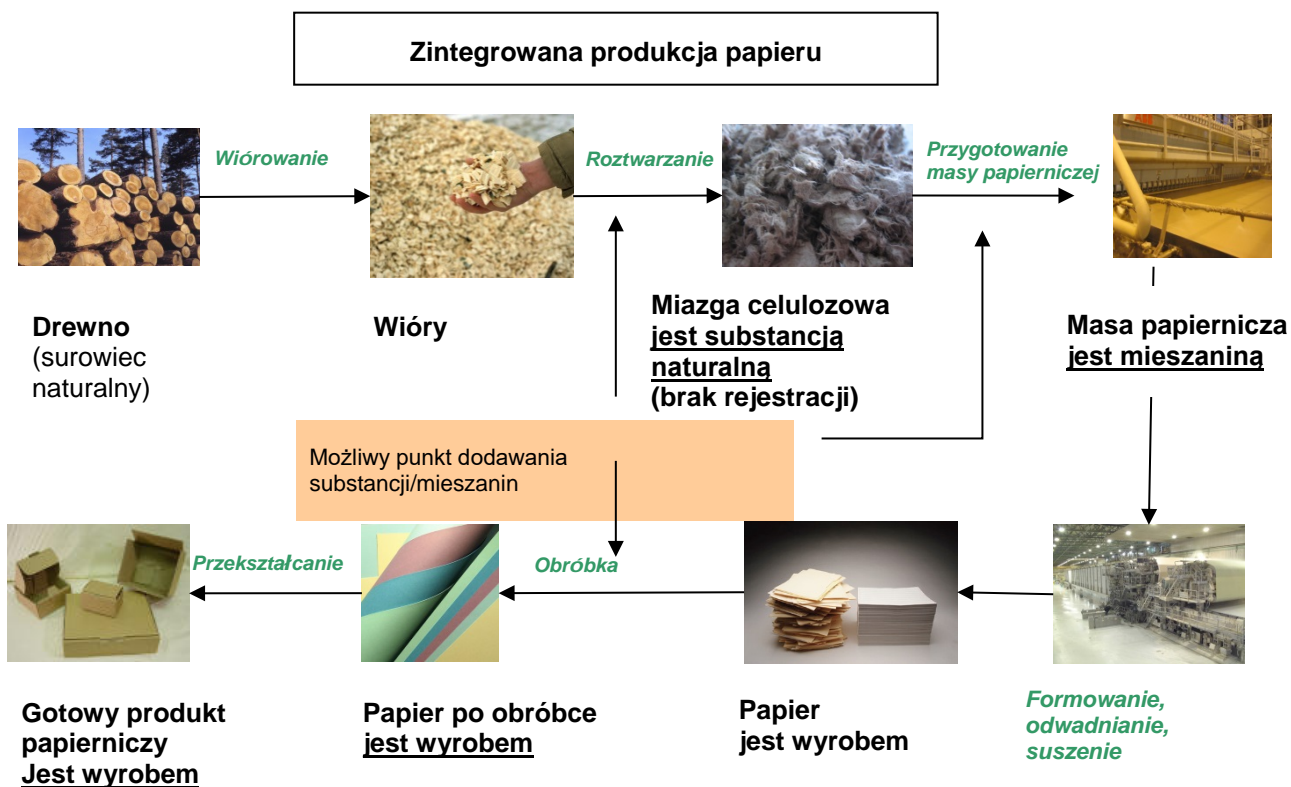 Zintegrowana produkcja papieru
Wiórowanie
Roztwarzanie
Przygotowanie
masy papierniczej
Drewno
(surowiec
naturalny)
Wióry
Miazga celulozowa
jest substancją
naturalną
(brak rejestracji)
Masa papiernicza
jest mieszaniną
Możliwy punkt dodawania
substancji/mieszanin
Przekształcanie
Obróbka
Gotowy produkt
papierniczy
Jest wyrobem
Papier po obróbce
jest wyrobem
Papier
jest wyrobem
Formowanie,
odwadnianie,
suszenie